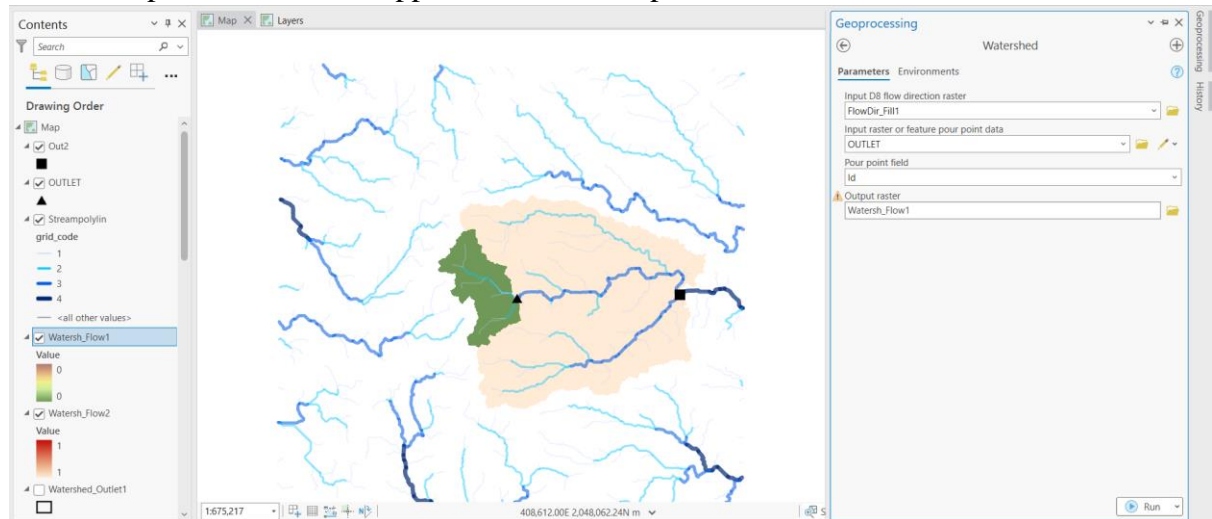 Contents
Search
Drawing Order
Map
Out2
OUTLET
Streampolylin
grid_code
1
2
3
4
<all other values>
Watersh_Flow1
Value
0
0
Watersh_Flow2
Value
1
1
Watershed_Outlet1
Map
Layers
1:675,217
408,612.00E 2,048,062.24N m
Geoprocessing
Watershed
Parameters Environments
Input D8 flow direction raster
FlowDir_Fill1
Input raster or feature pour point data
OUTLET
Pour point field
Id
Output raster
Watersh_Flow1
Run
Geoprocessing
History